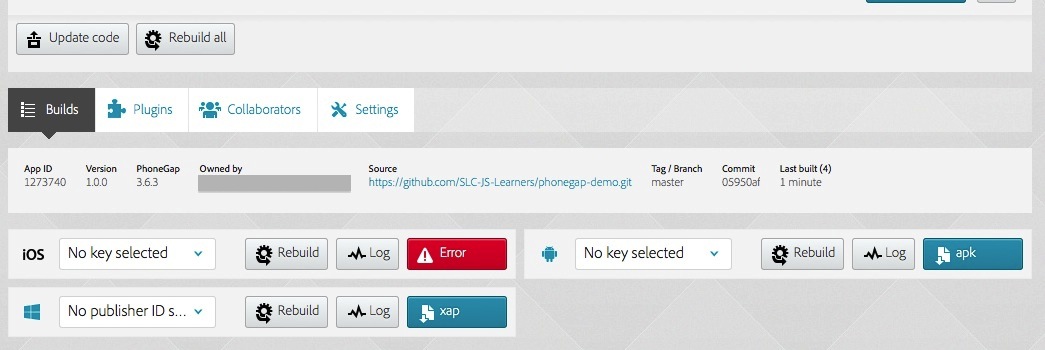 Update code Rebuild all
Builds Plugins Collaborators Settings
App ID Version PhoneGap Owned by Source Tag / Branch Commit Last built (4)
1273740 1.0.0 3.6.3 https://github.com/SLC-JS-Learners/phonegap-demo.git master 05950af 1 minute
iOS No key selected Rebuild Log Error No key selected Rebuild Log apk
No publisher ID s... Rebuild Log xap